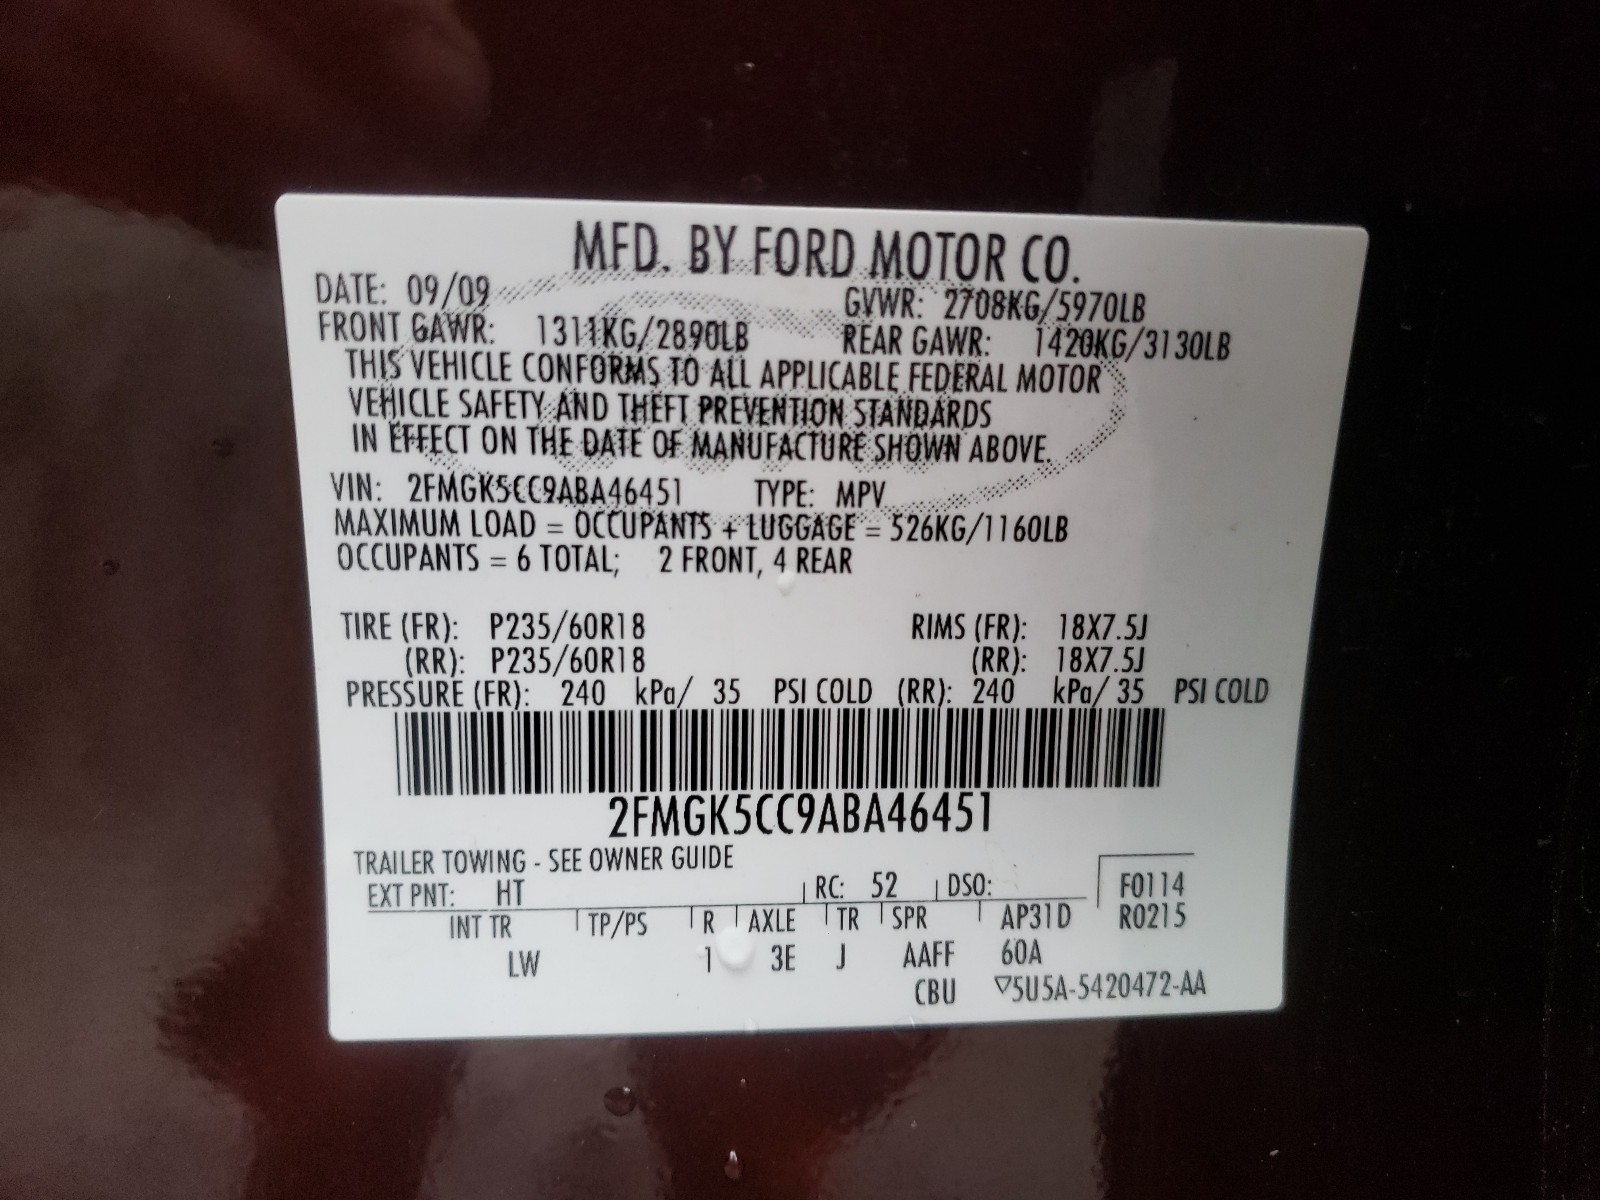 MFD. BY FORD MOTOR CO.
DATE: 09/09 GVWR: 2708KG/5970LB
FRONT GAWR: 1311KG/2890LB REAR GAWR: 1420KG/3130LB
THIS VEHICLE CONFORMS TO ALL APPLICABLE FEDERAL MOTOR
VEHICLE SAFETY AND THEFT PREVENTION STANDARDS
IN EFFECT ON THE DATE OF MANUFACTURE SHOWN ABOVE.
VIN: 2FMGK5CC9ABA46451 TYPE: MPV
MAXIMUM LOAD = OCCUPANTS + LUGGAGE = 526KG/1160LB
OCCUPANTS = 6 TOTAL; 2 FRONT, 4 REAR
TIRE (FR): P235/60R18 RIMS (FR): 18X7.5J
(RR): P235/60R18 (RR): 18X7.5J
PRESSURE (FR): 240 kPa/ 35 PSI COLD (RR): 240 kPa/ 35 PSI COLD
2FMGK5CC9ABA46451
TRAILER TOWING - SEE OWNER GUIDE
EXT PNT: HT RC: 52 DSO: F0114
INT TR TP/PS R AXLE TR SPR AP31D R0215
LW 1 3E J AAFF 60A
CBU ▽5U5A-5420472-AA